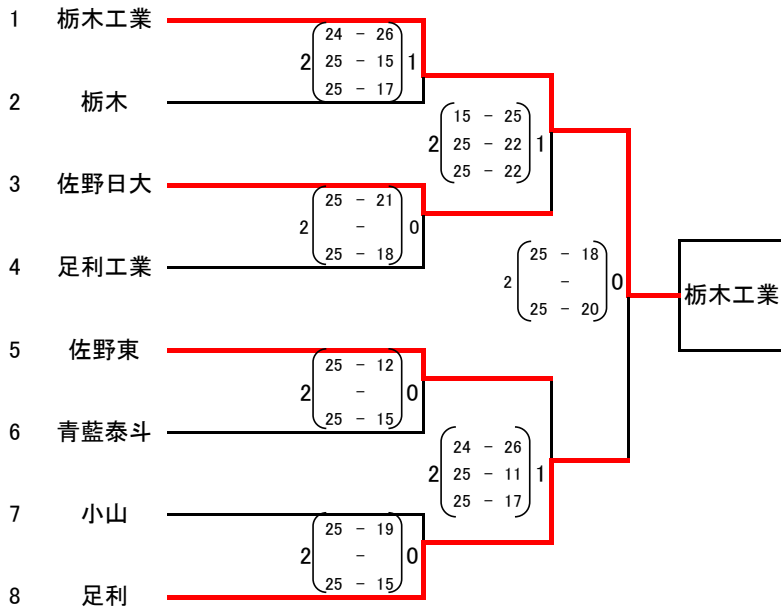 1 栃木工業
2 ( 24 - 26 ) 1
25 - 15
25 - 17
2 栃木
2 ( 15 - 25 ) 1
25 - 22
25 - 22
3 佐野日大
2 ( 25 - 21 ) 0
-
25 - 18
4 足利工業
2 ( 25 - 18 ) 0
-
25 - 20
栃木工業
5 佐野東
2 ( 25 - 12 ) 0
-
25 - 15
6 青藍泰斗
2 ( 24 - 26 ) 1
25 - 11
25 - 17
7 小山
2 ( 25 - 19 ) 0
-
25 - 15
8 足利